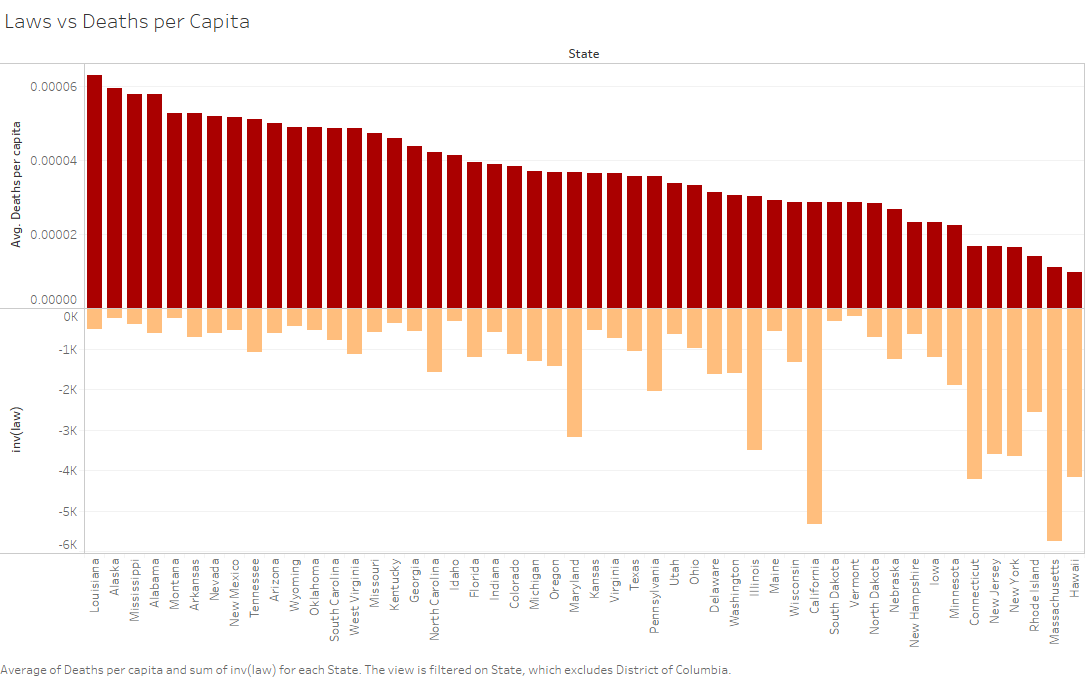 Laws vs Deaths per Capita
State
Avg. Deaths per capita
0.00006
0.00004
0.00002
0.00000
inv(law)
0K
-1K
-2K
-3K
-4K
-5K
-6K
Louisiana
Alaska
Mississippi
Alabama
Montana
Arkansas
Nevada
New Mexico
Tennessee
Arizona
Wyoming
Oklahoma
South Carolina
West Virginia
Missouri
Kentucky
Georgia
North Carolina
Idaho
Florida
Indiana
Colorado
Michigan
Oregon
Maryland
Kansas
Virginia
Texas
Pennsylvania
Utah
Ohio
Delaware
Washington
Illinois
Maine
Wisconsin
California
South Dakota
Vermont
North Dakota
Nebraska
New Hampshire
Iowa
Minnesota
Connecticut
New Jersey
New York
Rhode Island
Massachusetts
Hawaii
Average of Deaths per capita and sum of inv(law) for each State. The view is filtered on State, which excludes District of Columbia.